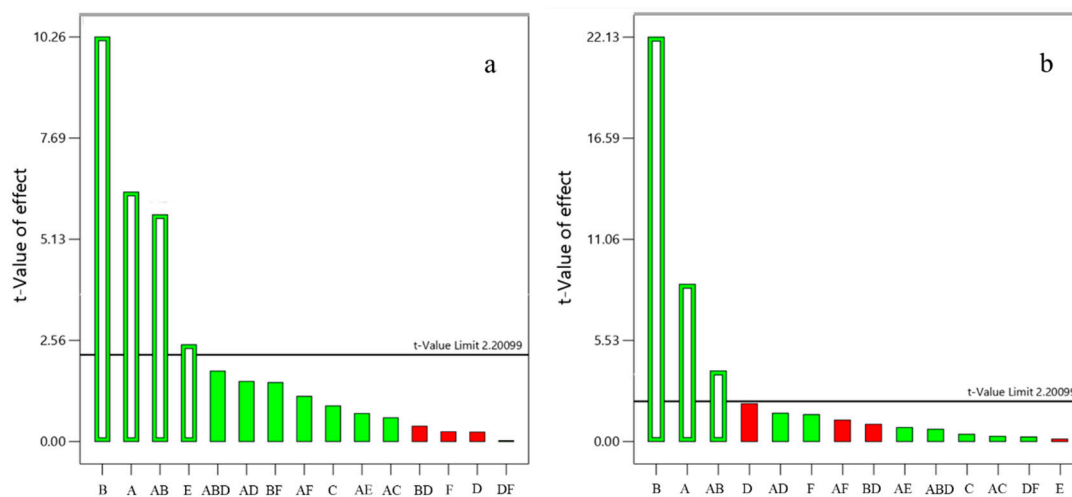 a
t-Value of effect
10.26
7.69
5.13
2.56
0.00
t-Value Limit 2.20099
B A AB E ABD AD BF AF C AE AC BD F D DF
b
t-Value of effect
22.13
16.59
11.06
5.53
0.00
t-Value Limit 2.20099
B A AB D AD F AF BD AE ABD C AC DF E